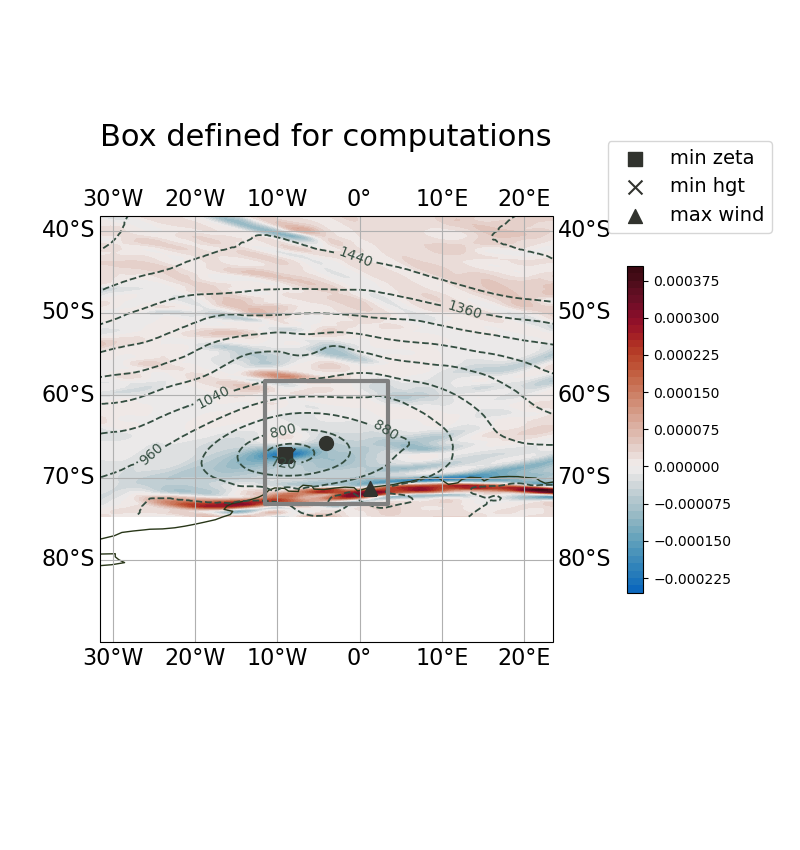 Box defined for computations
min zeta
min hgt
max wind
30°W 20°W 10°W 0° 10°E 20°E
40°S 40°S
1440
0.000375
50°S 1360 50°S
0.000300
0.000225
60°S 1040 60°S
0.000150
800 880
0.000075
960
0.000000
70°S 720 70°S
−0.000075
−0.000150
80°S 80°S
−0.000225
30°W 20°W 10°W 0° 10°E 20°E